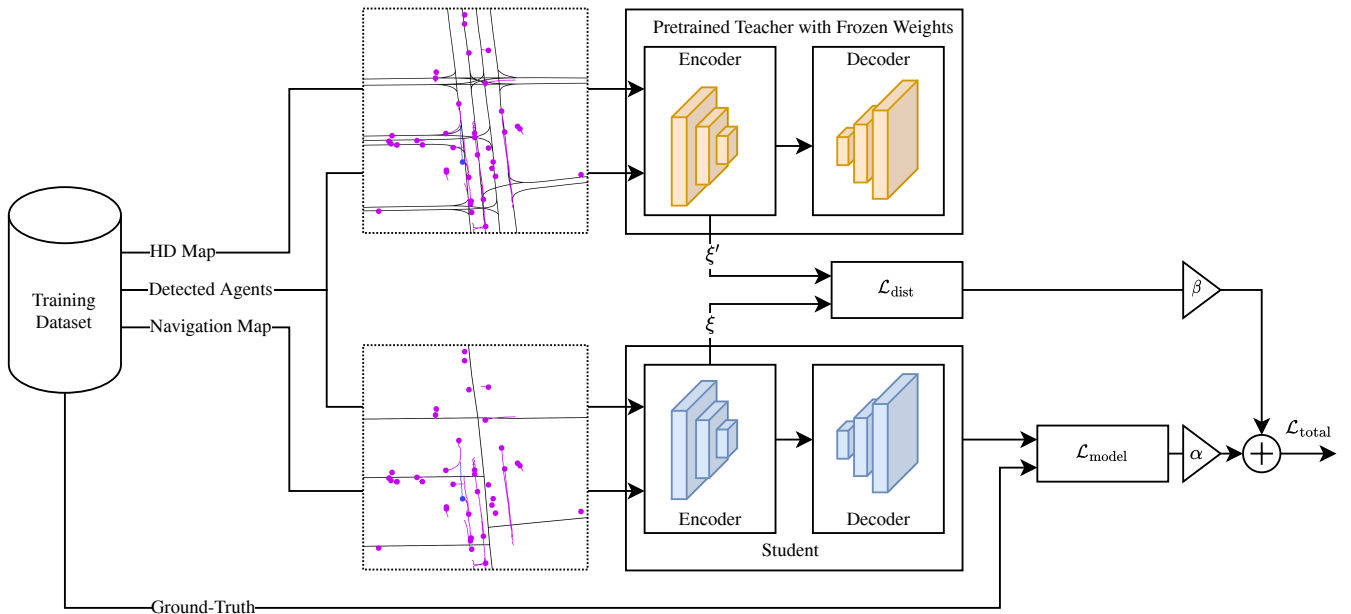 Pretrained Teacher with Frozen Weights
Encoder
Decoder
HD Map
Detected Agents
Navigation Map
Training
Dataset
ξ′
ξ
ℒdist
β
Encoder
Decoder
Student
ℒmodel
α
ℒtotal
Ground-Truth